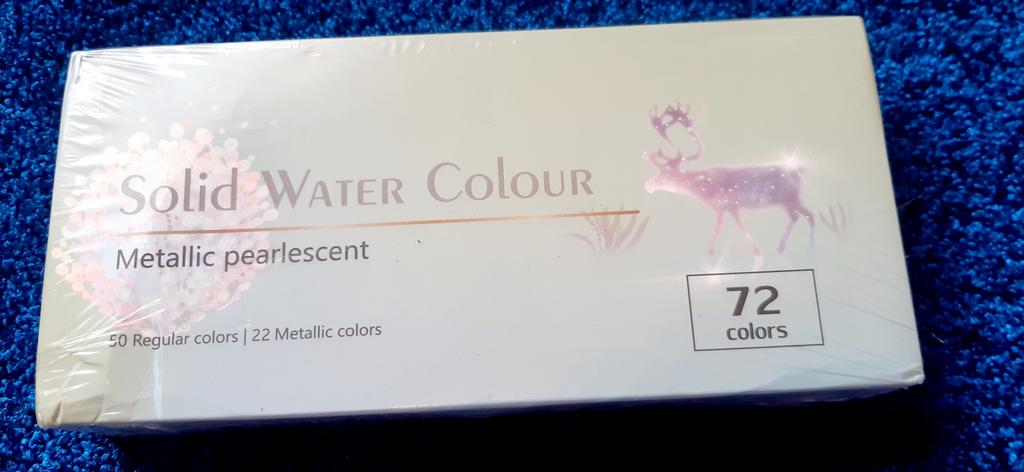 Solid WATER COLOUR
Metallic pearlescent
50 Regular colors | 22 Metallic colors
72
colors